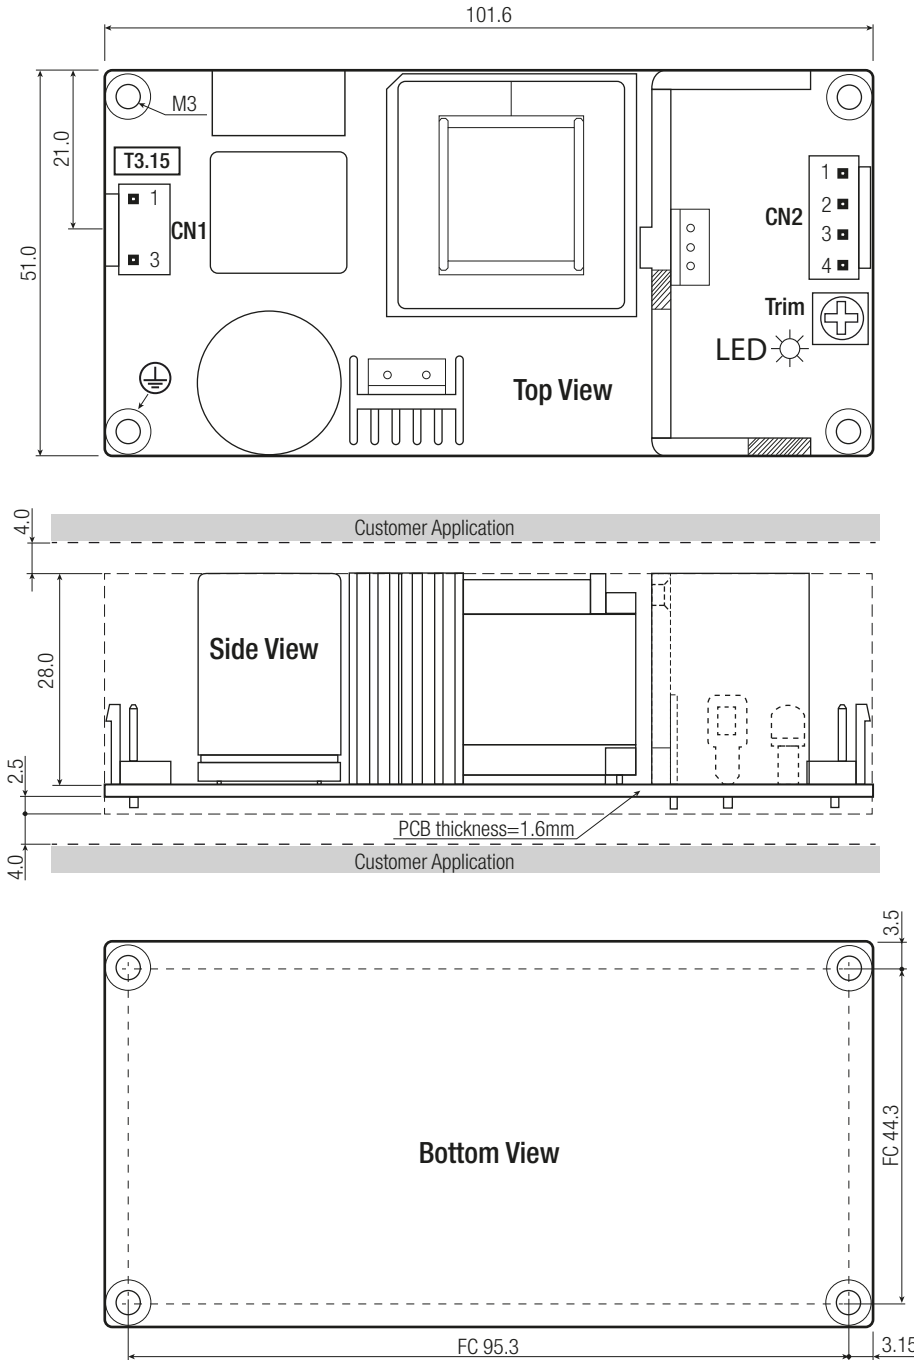 101.6
M3
21.0
T3.15
1
CN1
3
51.0
1
2
CN2
3
4
Trim
LED
Top View
4.0
Customer Application
Side View
28.0
2.5
PCB thickness=1.6mm
4.0
Customer Application
3.5
FC 44.3
Bottom View
FC 95.3
3.15